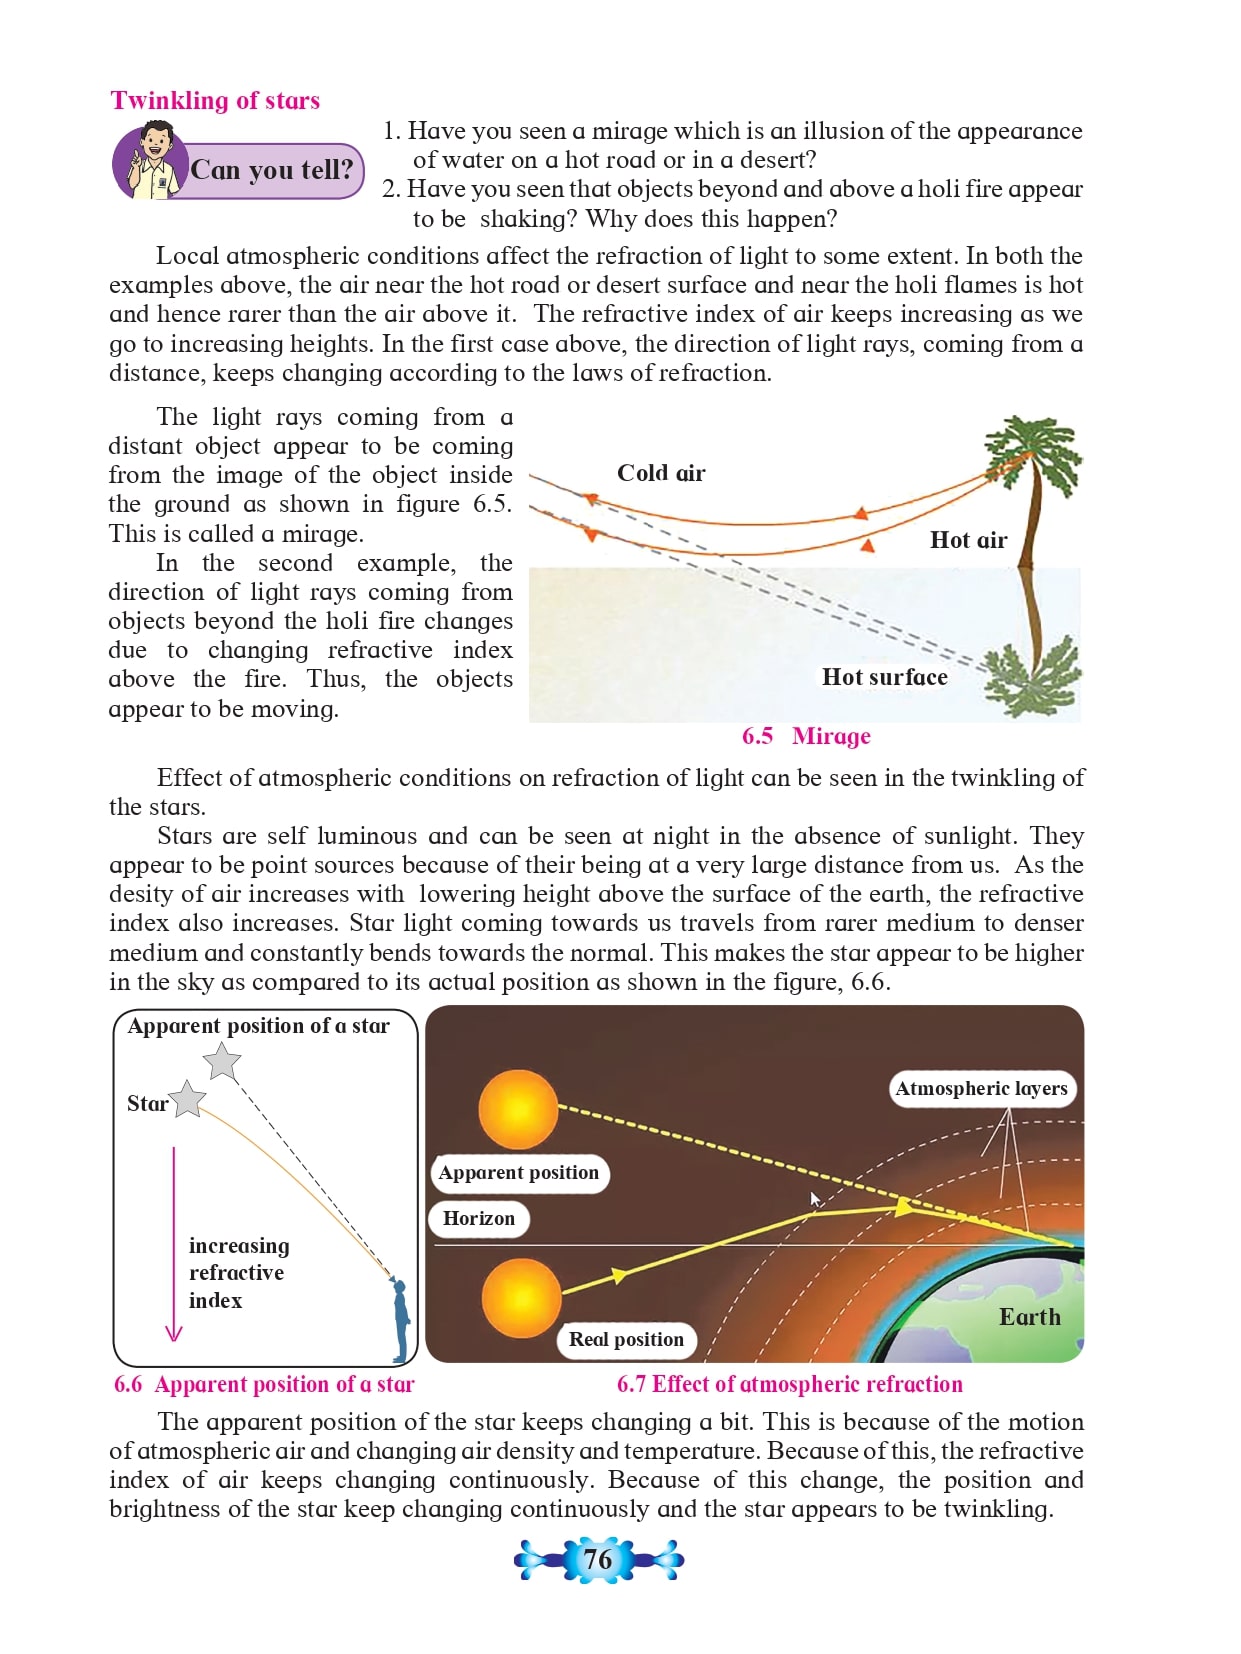 Twinkling of stars
Can you tell?
1. Have you seen a mirage which is an illusion of the appearance
of water on a hot road or in a desert?
2. Have you seen that objects beyond and above a holi fire appear
to be shaking? Why does this happen?
Local atmospheric conditions affect the refraction of light to some extent. In both the
examples above, the air near the hot road or desert surface and near the holi flames is hot
and hence rarer than the air above it. The refractive index of air keeps increasing as we
go to increasing heights. In the first case above, the direction of light rays, coming from a
distance, keeps changing according to the laws of refraction.
The light rays coming from a
distant object appear to be coming
from the image of the object inside
the ground as shown in figure 6.5.
This is called a mirage.
In the second example, the
direction of light rays coming from
objects beyond the holi fire changes
due to changing refractive index
above the fire. Thus, the objects
appear to be moving.
Cold air
Hot air
Hot surface
6.5 Mirage
Effect of atmospheric conditions on refraction of light can be seen in the twinkling of
the stars.
Stars are self luminous and can be seen at night in the absence of sunlight. They
appear to be point sources because of their being at a very large distance from us. As the
desity of air increases with lowering height above the surface of the earth, the refractive
index also increases. Star light coming towards us travels from rarer medium to denser
medium and constantly bends towards the normal. This makes the star appear to be higher
in the sky as compared to its actual position as shown in the figure, 6.6.
Apparent position of a star
Star
increasing
refractive
index
6.6 Apparent position of a star
Atmospheric layers
Apparent position
Horizon
Real position
Earth
6.7 Effect of atmospheric refraction
The apparent position of the star keeps changing a bit. This is because of the motion
of atmospheric air and changing air density and temperature. Because of this, the refractive
index of air keeps changing continuously. Because of this change, the position and
brightness of the star keep changing continuously and the star appears to be twinkling.
76